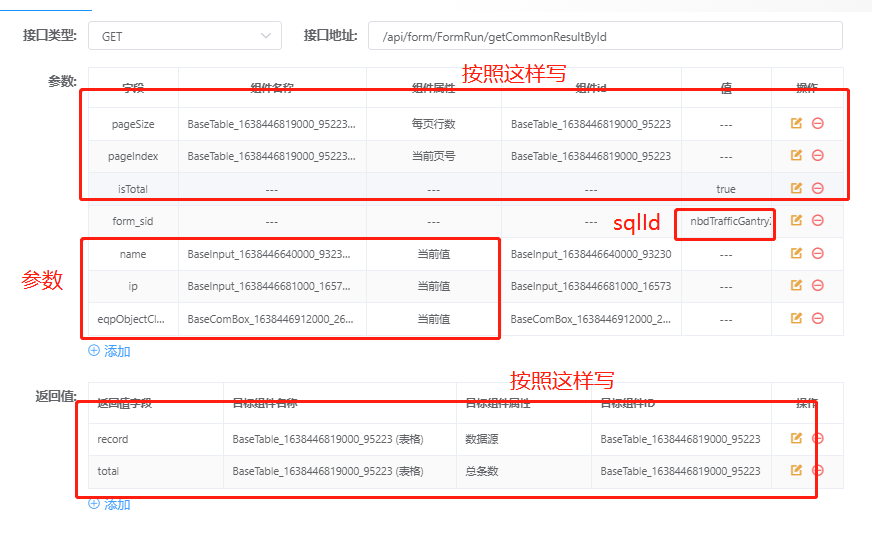 接口类型: GET 接口地址: /api/form/FormRun/getCommonResultById
按照这样写
参数: 字段 组件名称 组件属性 组件id 值 操作
pageSize BaseTable_1638446819000_95223... 每页行数 BaseTable_1638446819000_95223 ---
pageIndex BaseTable_1638446819000_95223... 当前页号 BaseTable_1638446819000_95223 ---
isTotal --- --- --- true
form_sid --- --- --- sqlId nbdTrafficGantry
name BaseInput_1638446640000_9323... 当前值 BaseInput_1638446640000_93230 ---
参数
ip BaseInput_1638446681000_1657... 当前值 BaseInput_1638446681000_16573 ---
eqpObjectCl... BaseComBox_1638446912000_26... 当前值 BaseComBox_1638446912000_2... ---
添加
按照这样写
返回值: 返回值字段 目标组件名称 目标组件属性 目标组件ID 操作
record BaseTable_1638446819000_95223 (表格) 数据源 BaseTable_1638446819000_95223
total BaseTable_1638446819000_95223 (表格) 总条数 BaseTable_1638446819000_95223
添加